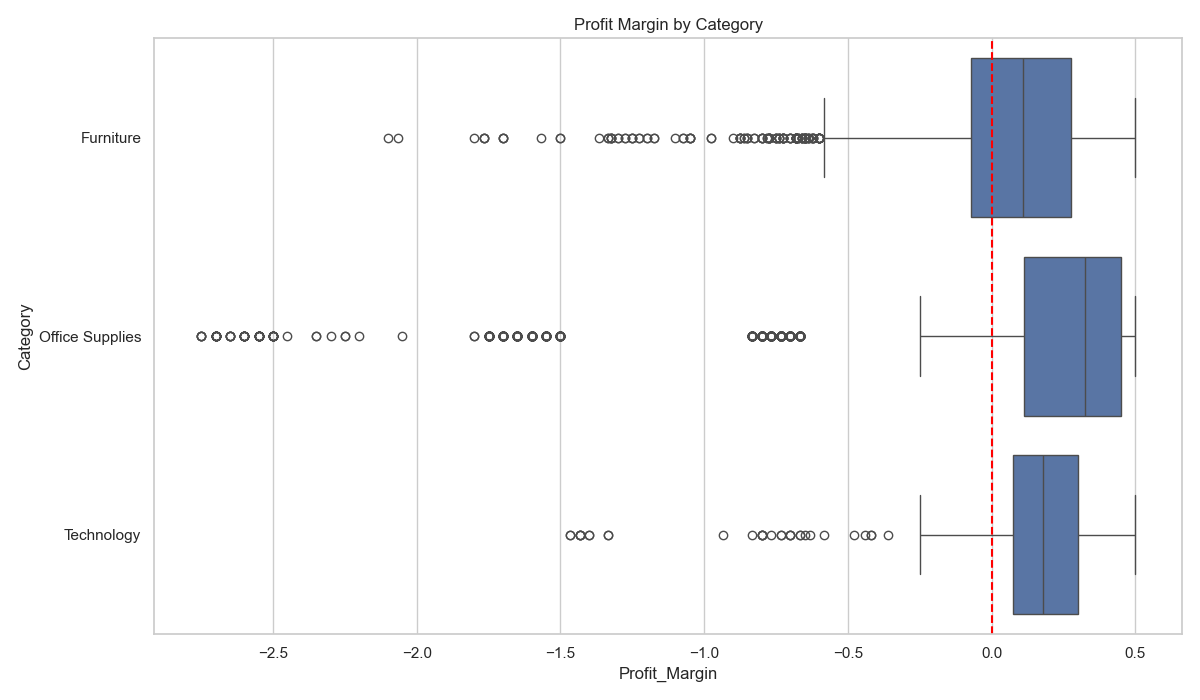 Profit Margin by Category
Category
Furniture
Office Supplies
Technology
−2.5 −2.0 −1.5 −1.0 −0.5 0.0 0.5
Profit_Margin